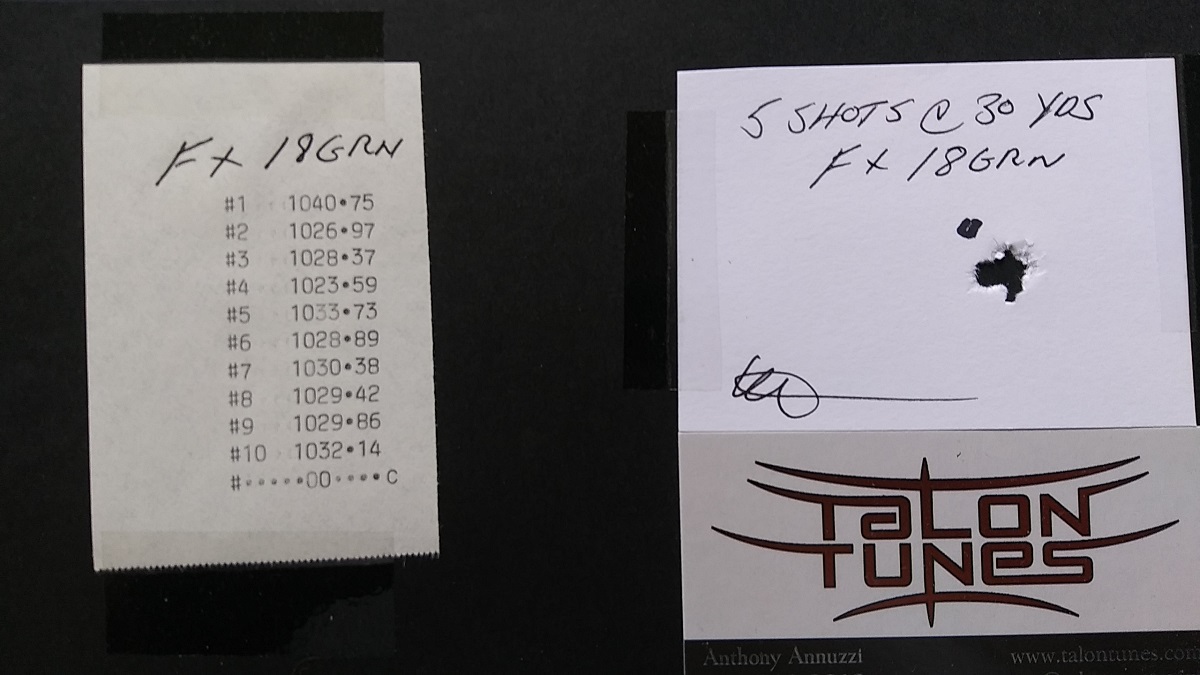 FX 18GRN
#1 1040•75
#2 1026•97
#3 1028•37
#4 1023•59
#5 1033•73
#6 1028•89
#7 1030•38
#8 1029•42
#9 1029•86
#10 1032•14
#•••••00••••C
5 SHOTS @ 30 YDS
FX 18GRN
TALON
TUNES
Anthony Annuzzi
www.talontunes.com